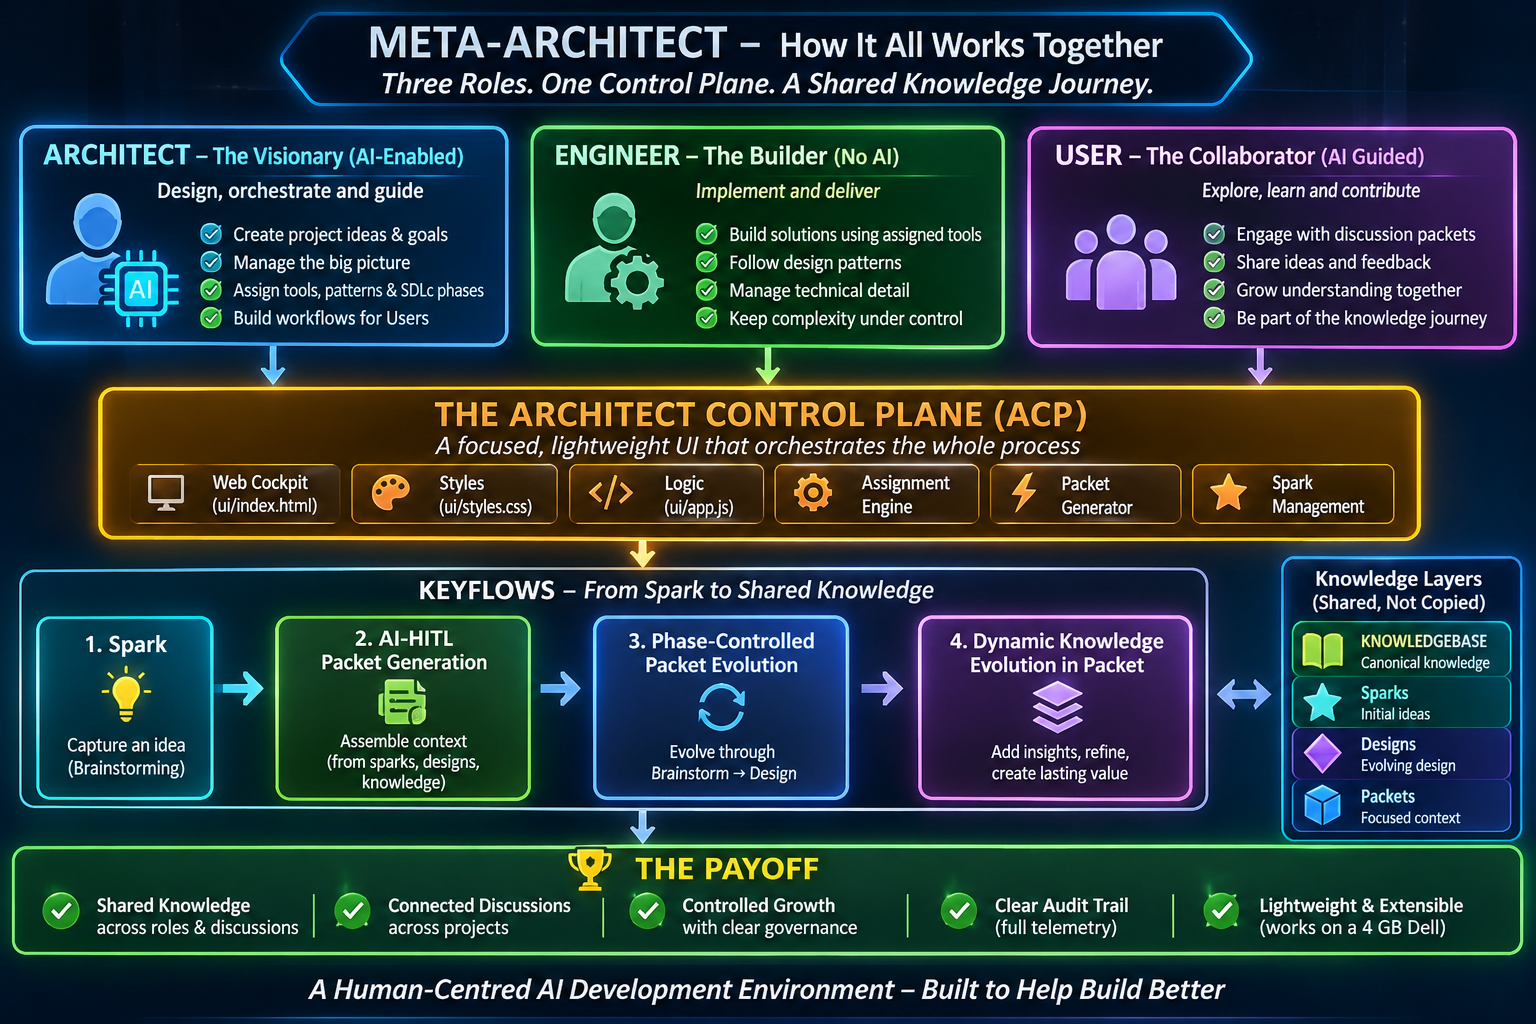 META-ARCHITECT – How It All Works Together
Three Roles. One Control Plane. A Shared Knowledge Journey.
ARCHITECT – The Visionary (AI-Enabled)
Design, orchestrate and guide
AI
Create project ideas & goals
Manage the big picture
Assign tools, patterns & SDLc phases
Build workflows for Users
ENGINEER – The Builder (No AI)
Implement and deliver
Build solutions using assigned tools
Follow design patterns
Manage technical detail
Keep complexity under control
USER – The Collaborator (AI Guided)
Explore, learn and contribute
Engage with discussion packets
Share ideas and feedback
Grow understanding together
Be part of the knowledge journey
THE ARCHITECT CONTROL PLANE (ACP)
A focused, lightweight UI that orchestrates the whole process
Web Cockpit
(ui/index.html)
Styles
(ui/styles.css)
Logic
(ui/app.js)
Assignment
Engine
Packet
Generator
Spark
Management
KEYFLOWS – From Spark to Shared Knowledge
1. Spark
Capture an idea
(Brainstorming)
2. AI-HITL
Packet Generation
Assemble context
(from sparks, designs,
knowledge)
3. Phase-Controlled
Packet Evolution
Evolve through
Brainstorm → Design
4. Dynamic Knowledge
Evolution in Packet
Add insights, refine,
create lasting value
Knowledge Layers
(Shared, Not Copied)
KNOWLEDGEBASE
Canonical knowledge
Sparks
Initial ideas
Designs
Evolving design
Packets
Focused context
THE PAYOFF
Shared Knowledge
across roles & discussions
Connected Discussions
across projects
Controlled Growth
with clear governance
Clear Audit Trail
(full telemetry)
Lightweight & Extensible
(works on a 4 GB Dell)
A Human-Centred AI Development Environment – Built to Help Build Better